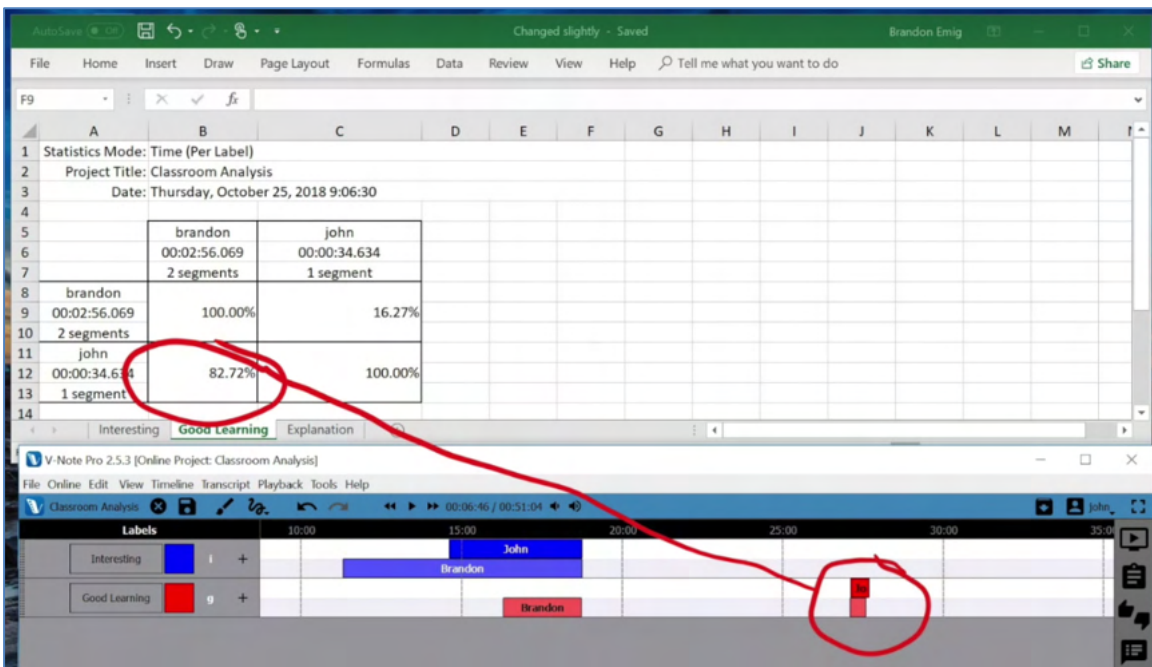 AutoSave Off Changed slightly - Saved Brandon Emig
File Home Insert Draw Page Layout Formulas Data Review View Help Tell me what you want to do Share
F9 fx
A B C D E F G H I J K L M
1 Statistics Mode: Time (Per Label)
2 Project Title: Classroom Analysis
3 Date: Thursday, October 25, 2018 9:06:30
4
5 brandon john
6 00:02:56.069 00:00:34.634
7 2 segments 1 segment
8 brandon
9 00:02:56.069 100.00% 16.27%
10 2 segments
11 john
12 00:00:34.634 82.72% 100.00%
13 1 segment
14
Interesting Good Learning Explanation
V-Note Pro 2.5.3 [Online Project: Classroom Analysis]
File Online Edit View Timeline Transcript Playback Tools Help
Classroom Analysis 00:06:46 / 00:51:04 John
Labels 10:00 15:00 20:00 25:00 30:00 35:0
John
Interesting i +
Brandon
Jo
Good Learning g +
Brandon